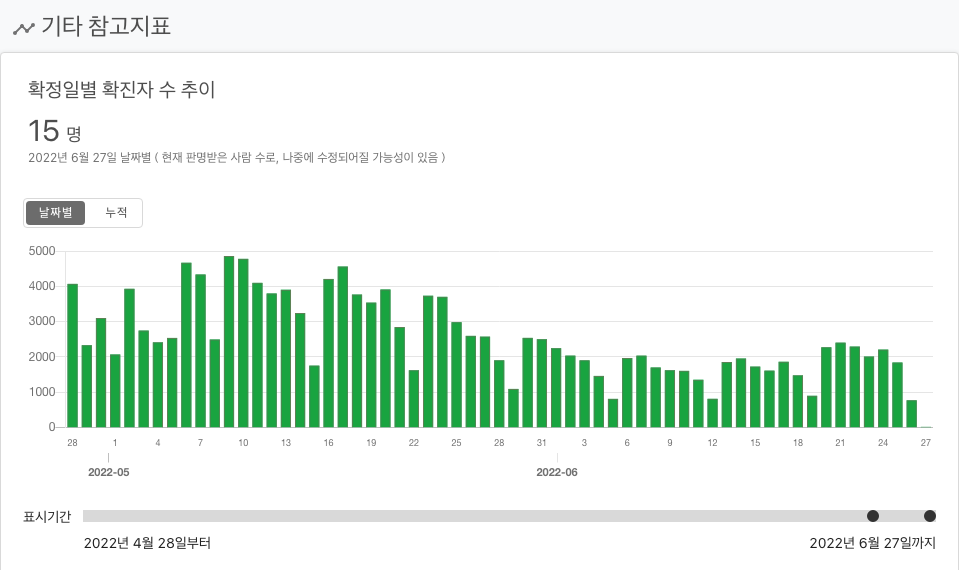 기타 참고지표
확정일별 확진자 수 추이
15 명
2022년 6월 27일 날짜별 ( 현재 판명받은 사람 수로, 나중에 수정되어질 가능성이 있음 )
날짜별 누적
5000
4000
3000
2000
1000
0
28 1 4 7 10 13 16 19 22 25 28 31 3 6 9 12 15 18 21 24 27
2022-05 2022-06
표시기간
2022년 4월 28일부터 2022년 6월 27일까지